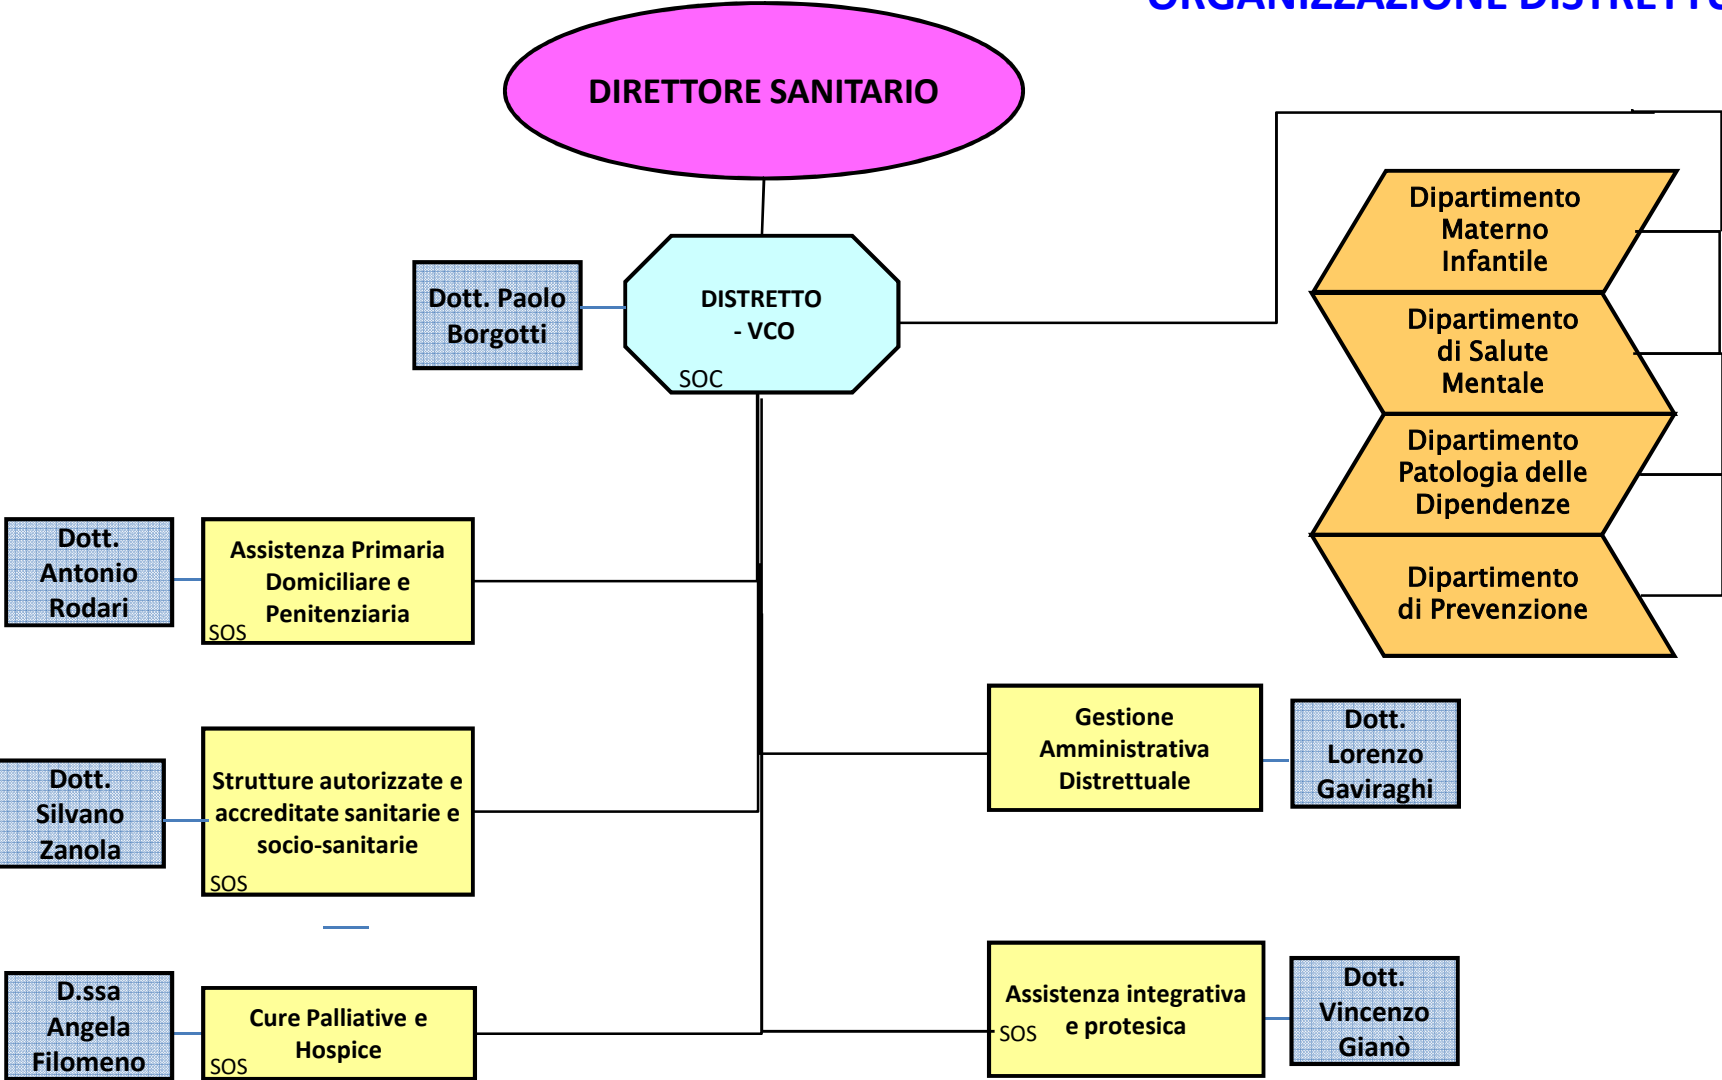 DIRETTORE SANITARIO
Dott. Paolo
Borgotti
DISTRETTO
- VCO
SOC
Dipartimento
Materno
Infantile
Dipartimento
di Salute
Mentale
Dipartimento
Patologia delle
Dipendenze
Dipartimento
di Prevenzione
Dott.
Antonio
Rodari
Assistenza Primaria
Domiciliare e
Penitenziaria
SOS
Dott.
Silvano
Zanola
Strutture autorizzate e
accreditate sanitarie e
socio-sanitarie
SOS
Gestione
Amministrativa
Distrettuale
Dott.
Lorenzo
Gaviraghi
D.ssa
Angela
Filomeno
Cure Palliative e
Hospice
SOS
Assistenza integrativa
e protesica
SOS
Dott.
Vincenzo
Gianò